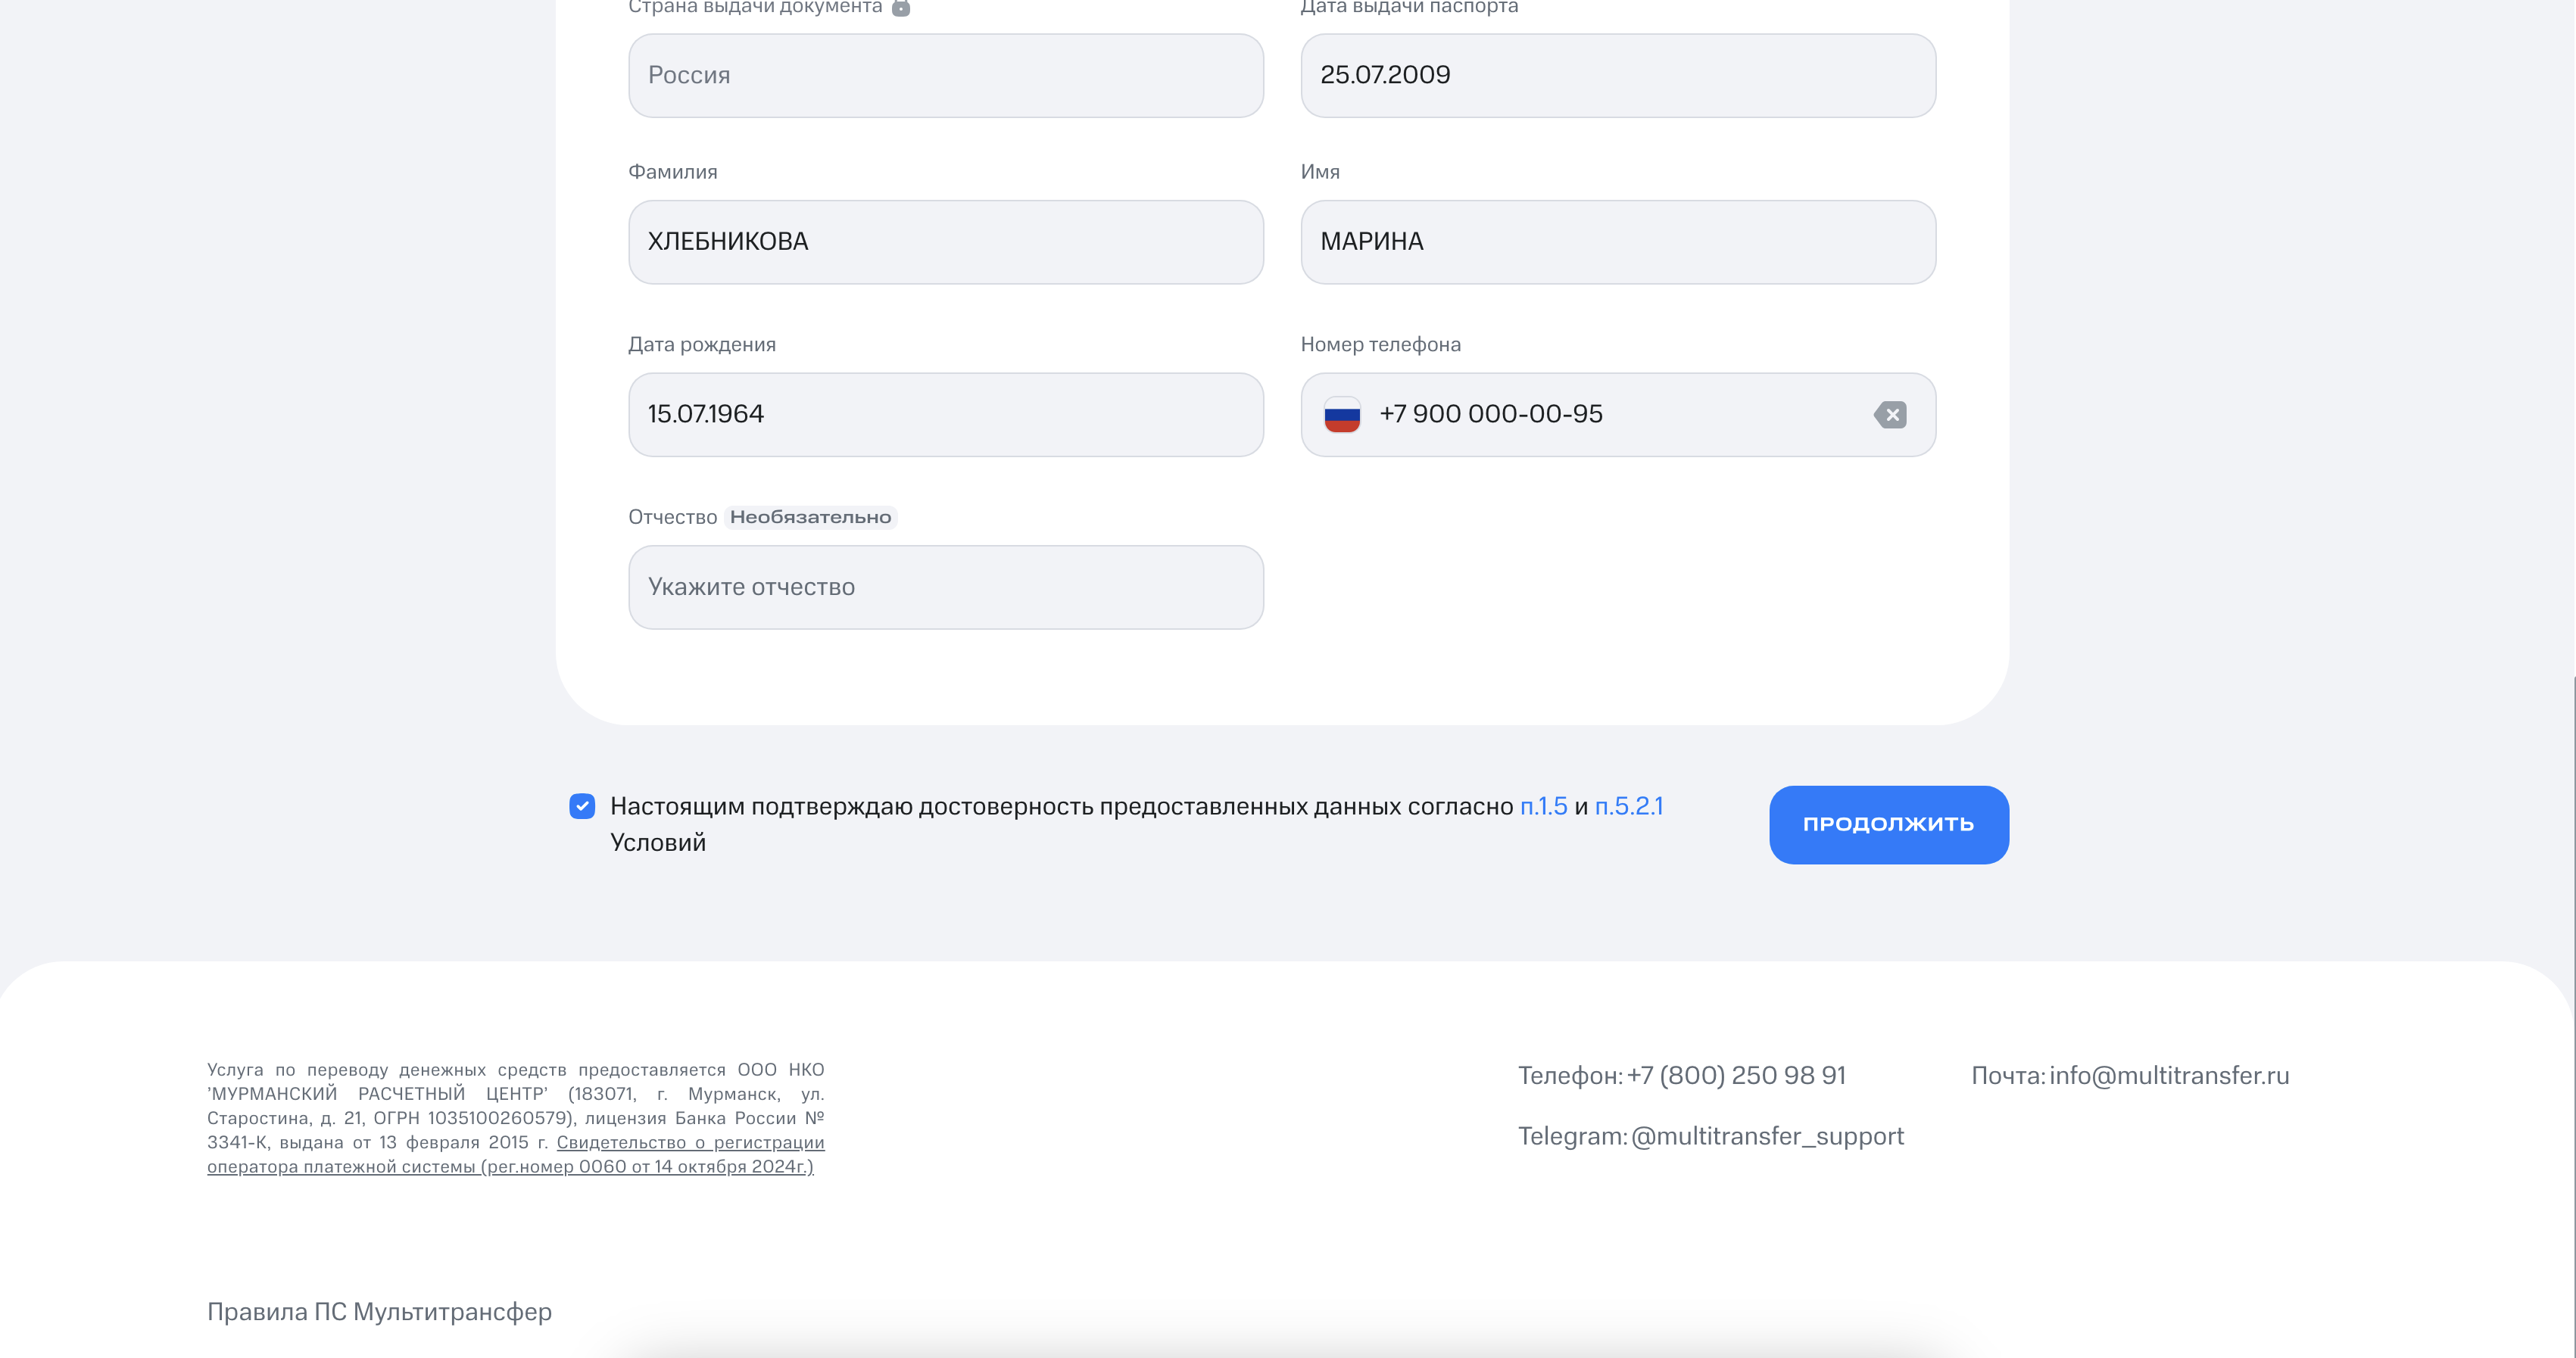 Страна выдачи документа
Дата выдачи паспорта
Россия
25.07.2009
Фамилия
Имя
ХЛЕБНИКОВА
МАРИНА
Дата рождения
Номер телефона
15.07.1964
+7 900 000-00-95
Отчество Необязательно
Укажите отчество
Настоящим подтверждаю достоверность предоставленных данных согласно п.1.5 и п.5.2.1
Условий
ПРОДОЛЖИТЬ
Услуга по переводу денежных средств предоставляется ООО НКО
'МУРМАНСКИЙ РАСЧЕТНЫЙ ЦЕНТР' (183071, г. Мурманск, ул.
Старостина, д. 21, ОГРН 1035100260579), лицензия Банка России №
3341-К, выдана от 13 февраля 2015 г. Свидетельство о регистрации
оператора платежной системы (рег.номер 0060 от 14 октября 2024г.)
Телефон: +7 (800) 250 98 91
Почта: info@multitransfer.ru
Telegram: @multitransfer_support
Правила ПС Мультитрансфер